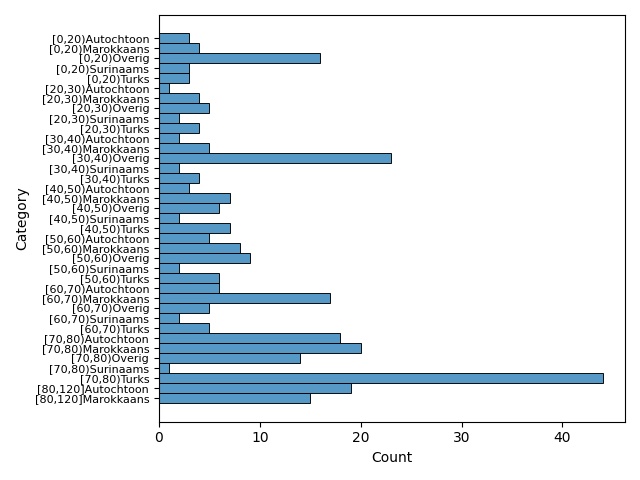 [0,20)Autochtoon
[0,20)Marokkaans
[0,20)Overig
[0,20)Surinaams
[0,20)Turks
[20,30)Autochtoon
[20,30)Marokkaans
[20,30)Overig
[20,30)Surinaams
[20,30)Turks
[30,40)Autochtoon
[30,40)Marokkaans
[30,40)Overig
[30,40)Surinaams
[30,40)Turks
[40,50)Autochtoon
[40,50)Marokkaans
[40,50)Overig
[40,50)Surinaams
[40,50)Turks
[50,60)Autochtoon
[50,60)Marokkaans
[50,60)Overig
[50,60)Surinaams
[50,60)Turks
[60,70)Autochtoon
[60,70)Marokkaans
[60,70)Overig
[60,70)Surinaams
[60,70)Turks
[70,80)Autochtoon
[70,80)Marokkaans
[70,80)Overig
[70,80)Surinaams
[70,80)Turks
[80,120]Autochtoon
[80,120]Marokkaans
Category
0 10 20 30 40
Count